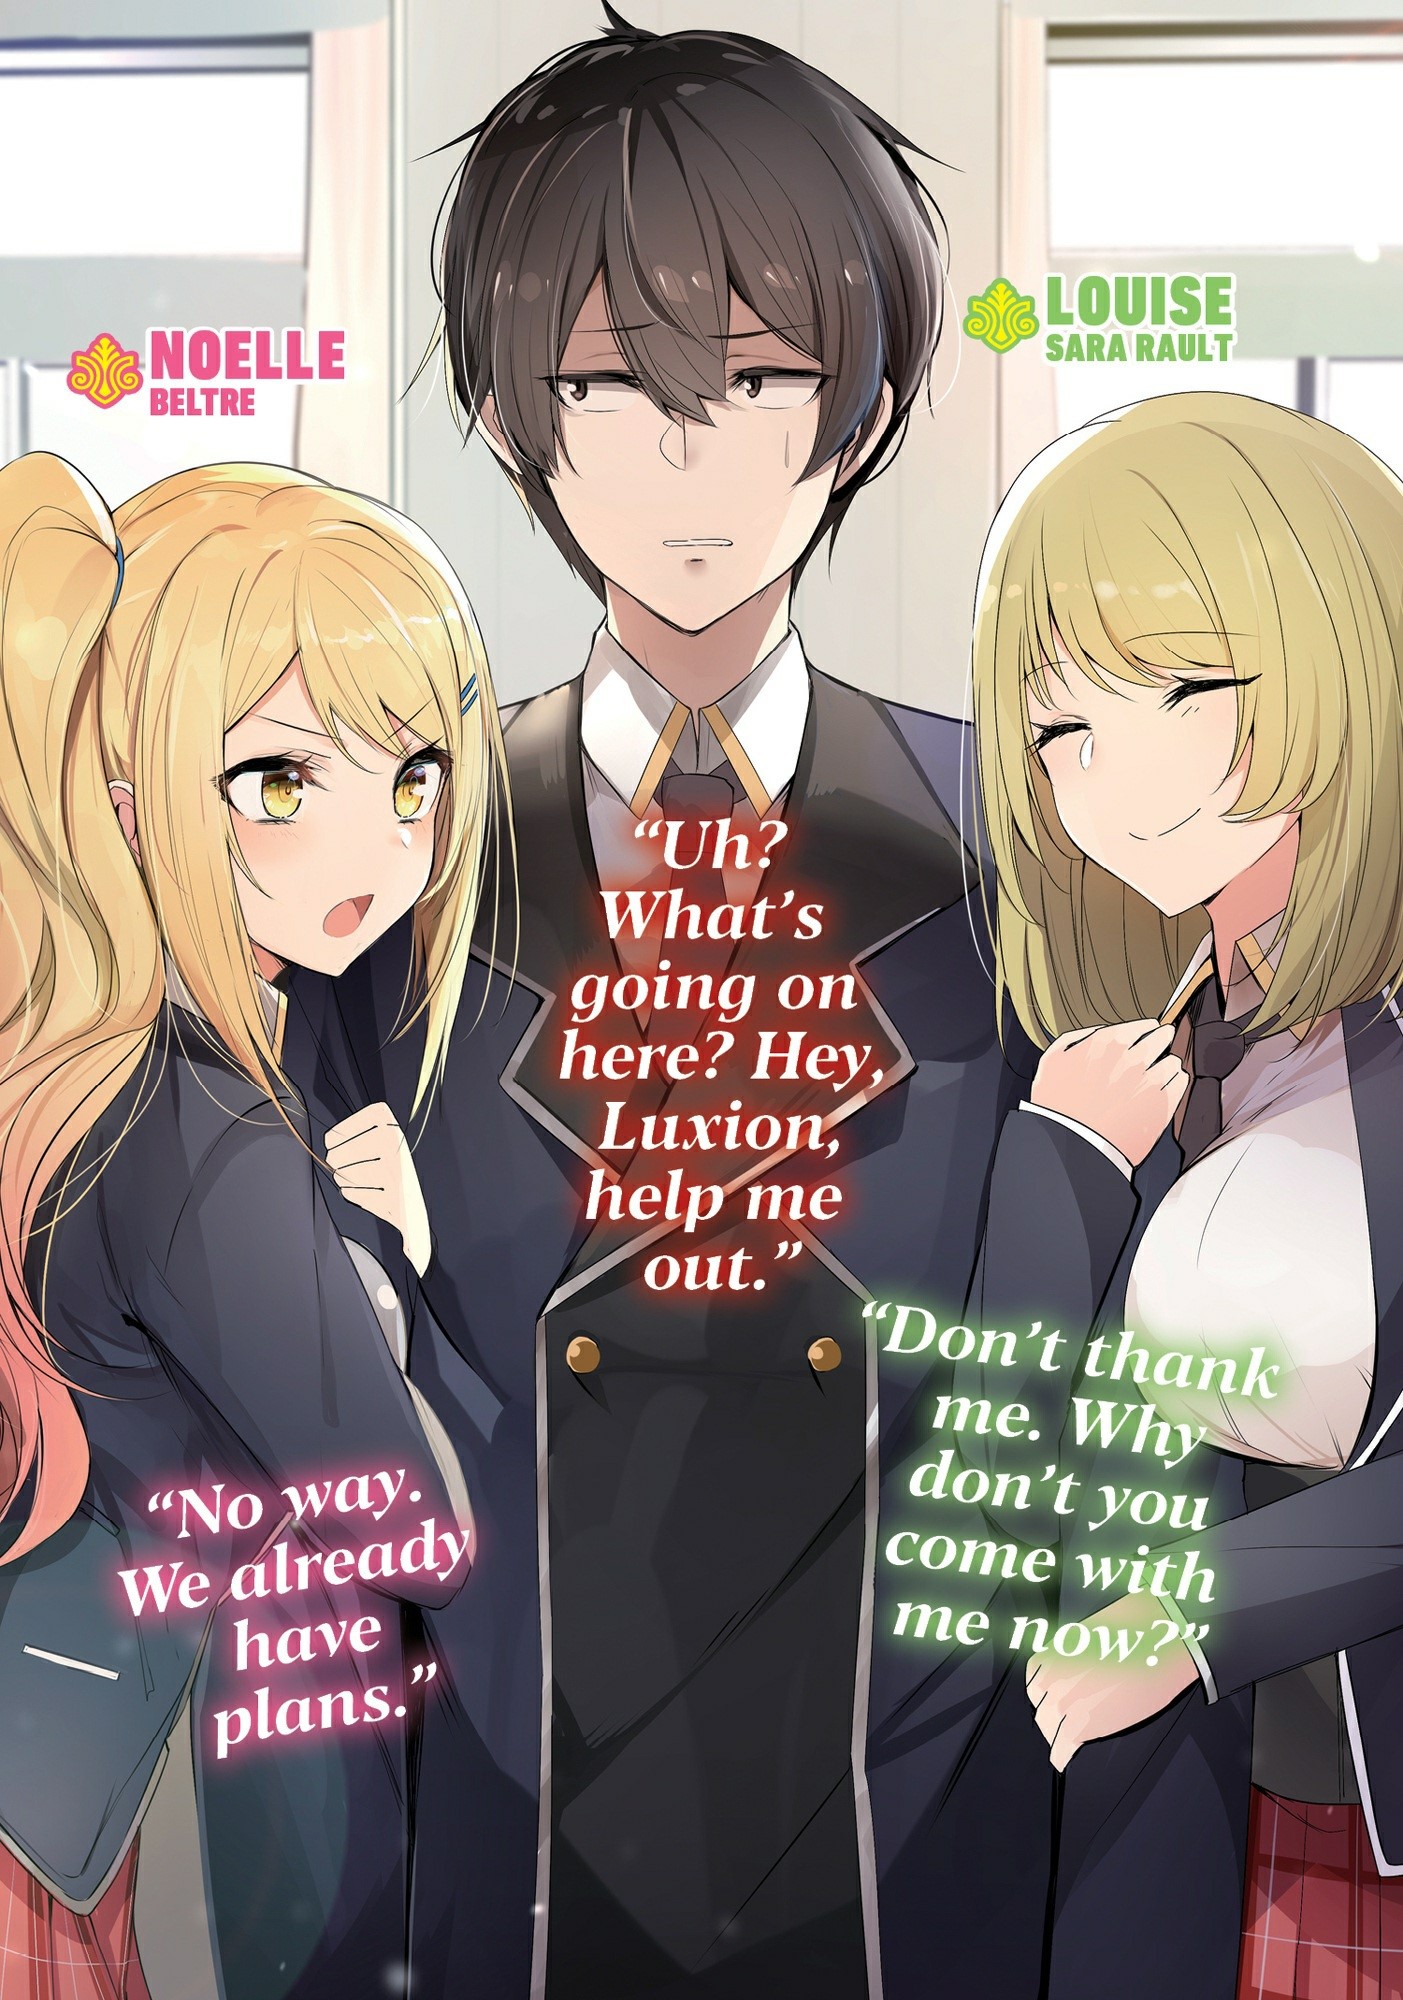 LOUISE
SARA RAULT
NOELLE
BELTRE
“Uh?
What’s
going on
here? Hey,
Luxion,
help me
out.”
“Don’t thank
me. Why
don’t you
come with
me now?”
“No way.
We already
have
plans.”